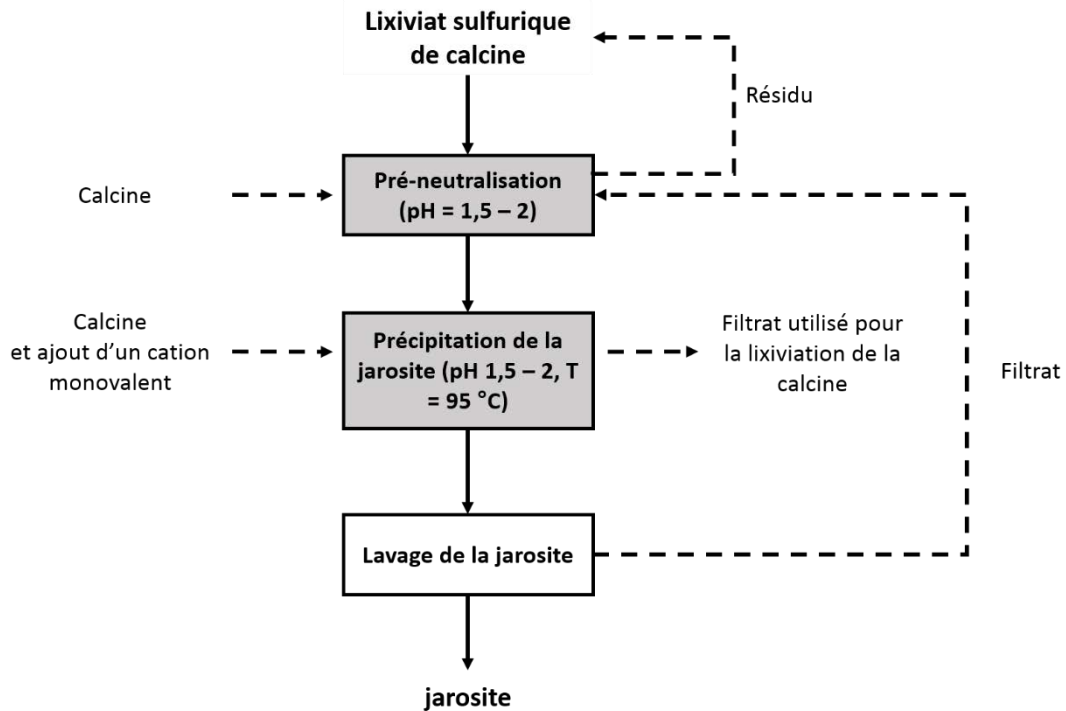 Lixiviat sulfurique
de calcine
Résidu
Pré-neutralisation
(pH = 1,5 – 2)
Calcine
Calcine
et ajout d’un cation
monovalent
Précipitation de la
jarosite (pH 1,5 – 2, T
= 95 °C)
Filtrat utilisé pour
la lixiviation de la
calcine
Filtrat
Lavage de la jarosite
jarosite